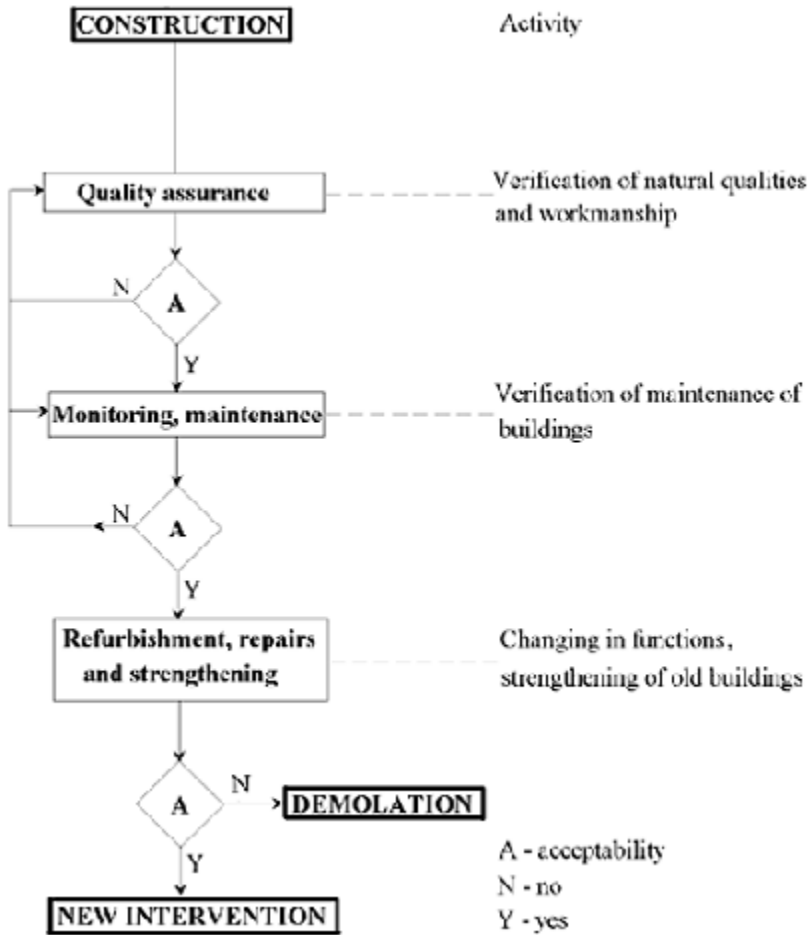 CONSTRUCTION
Activity
Quality assurance
Verification of natural qualities
and workmanship
N
A
Y
Monitoring, maintenance
Verification of maintenance of
buildings
N
A
Y
Refurbishment, repairs
and strengthening
Changing in functions,
strengthening of old buildings
A
N
DEMOLATION
Y
NEW INTERVENTION
A - acceptability
N - no
Y - yes